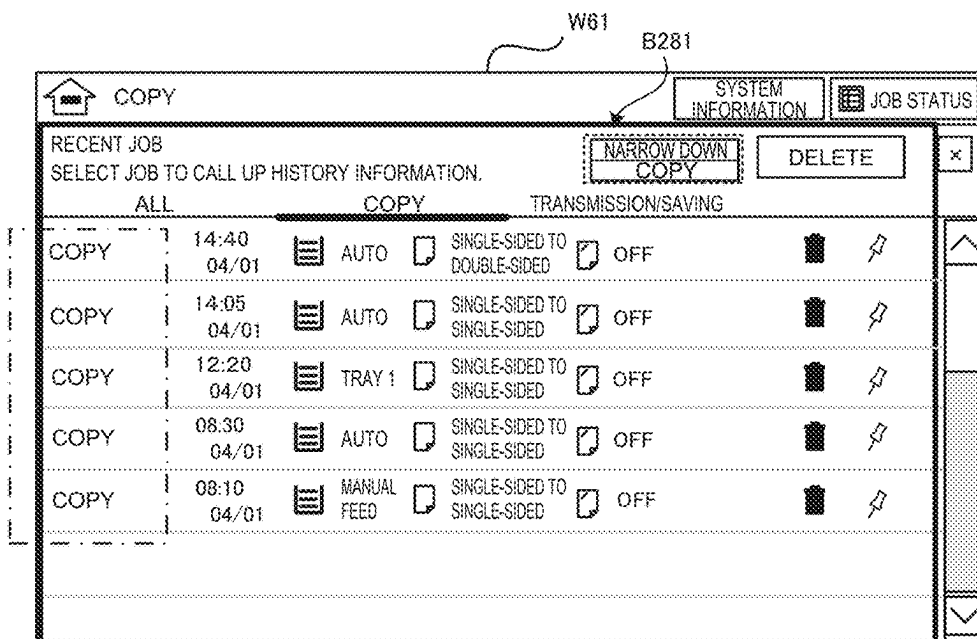 W61
B281
COPY
SYSTEM
INFORMATION
JOB STATUS
RECENT JOB
SELECT JOB TO CALL UP HISTORY INFORMATION.
NARROW DOWN
COPY
DELETE
×
ALL COPY TRANSMISSION/SAVING
COPY 14:40 04/01 AUTO SINGLE-SIDED TO DOUBLE-SIDED OFF
COPY 14:05 04/01 AUTO SINGLE-SIDED TO SINGLE-SIDED OFF
COPY 12:20 04/01 TRAY 1 SINGLE-SIDED TO SINGLE-SIDED OFF
COPY 08:30 04/01 AUTO SINGLE-SIDED TO SINGLE-SIDED OFF
COPY 08:10 04/01 MANUAL FEED SINGLE-SIDED TO SINGLE-SIDED OFF